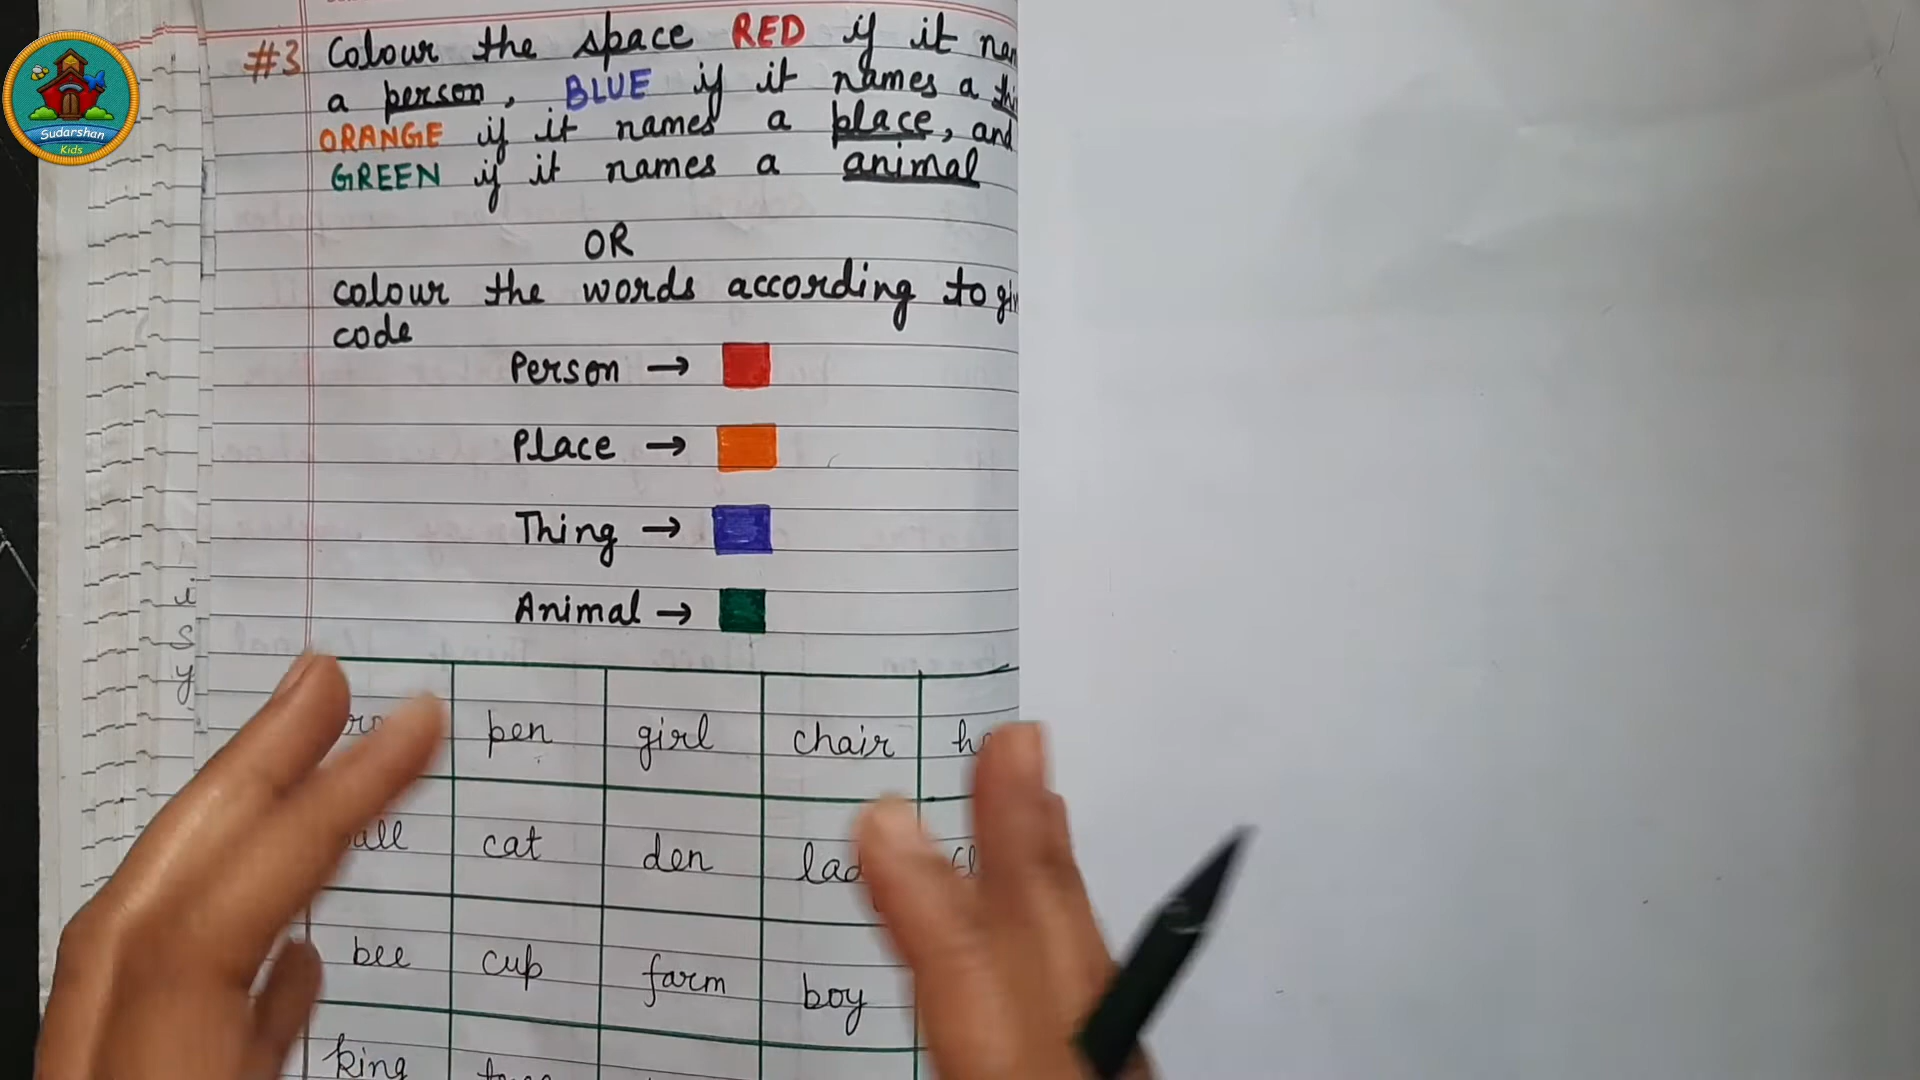 Sudarshan
Kids
#3 Colour the space RED if it
a person, BLUE if it names a
ORANGE if it names a place, and
GREEN if it names a animal
OR
colour the words according to
code
Person →
Place →
Thing →
Animal →
pen girl chair
cat den
bee cup farm boy
king
i
s
y